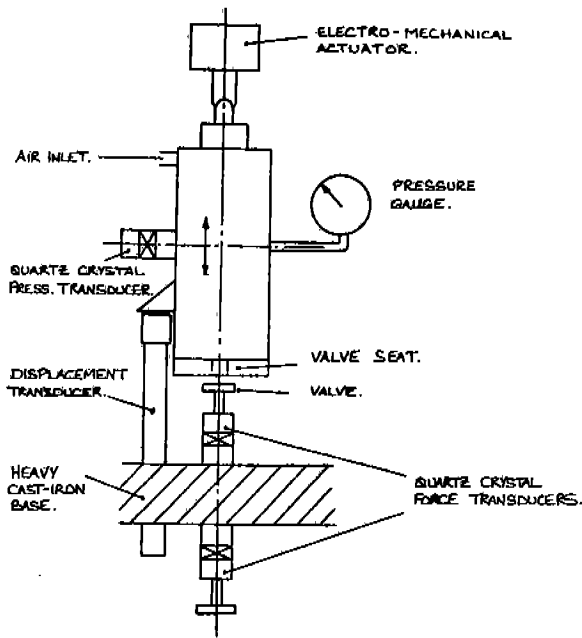 ELECTRO-MECHANICAL
ACTUATOR.
AIR INLET.
PRESSURE
GAUGE.
QUARTZ CRYSTAL
PRESS. TRANSDUCER.
VALVE SEAT.
DISPLACEMENT
TRANSDUCER.
VALVE.
HEAVY
CAST-IRON
BASE.
QUARTZ CRYSTAL
FORCE TRANSDUCERS.